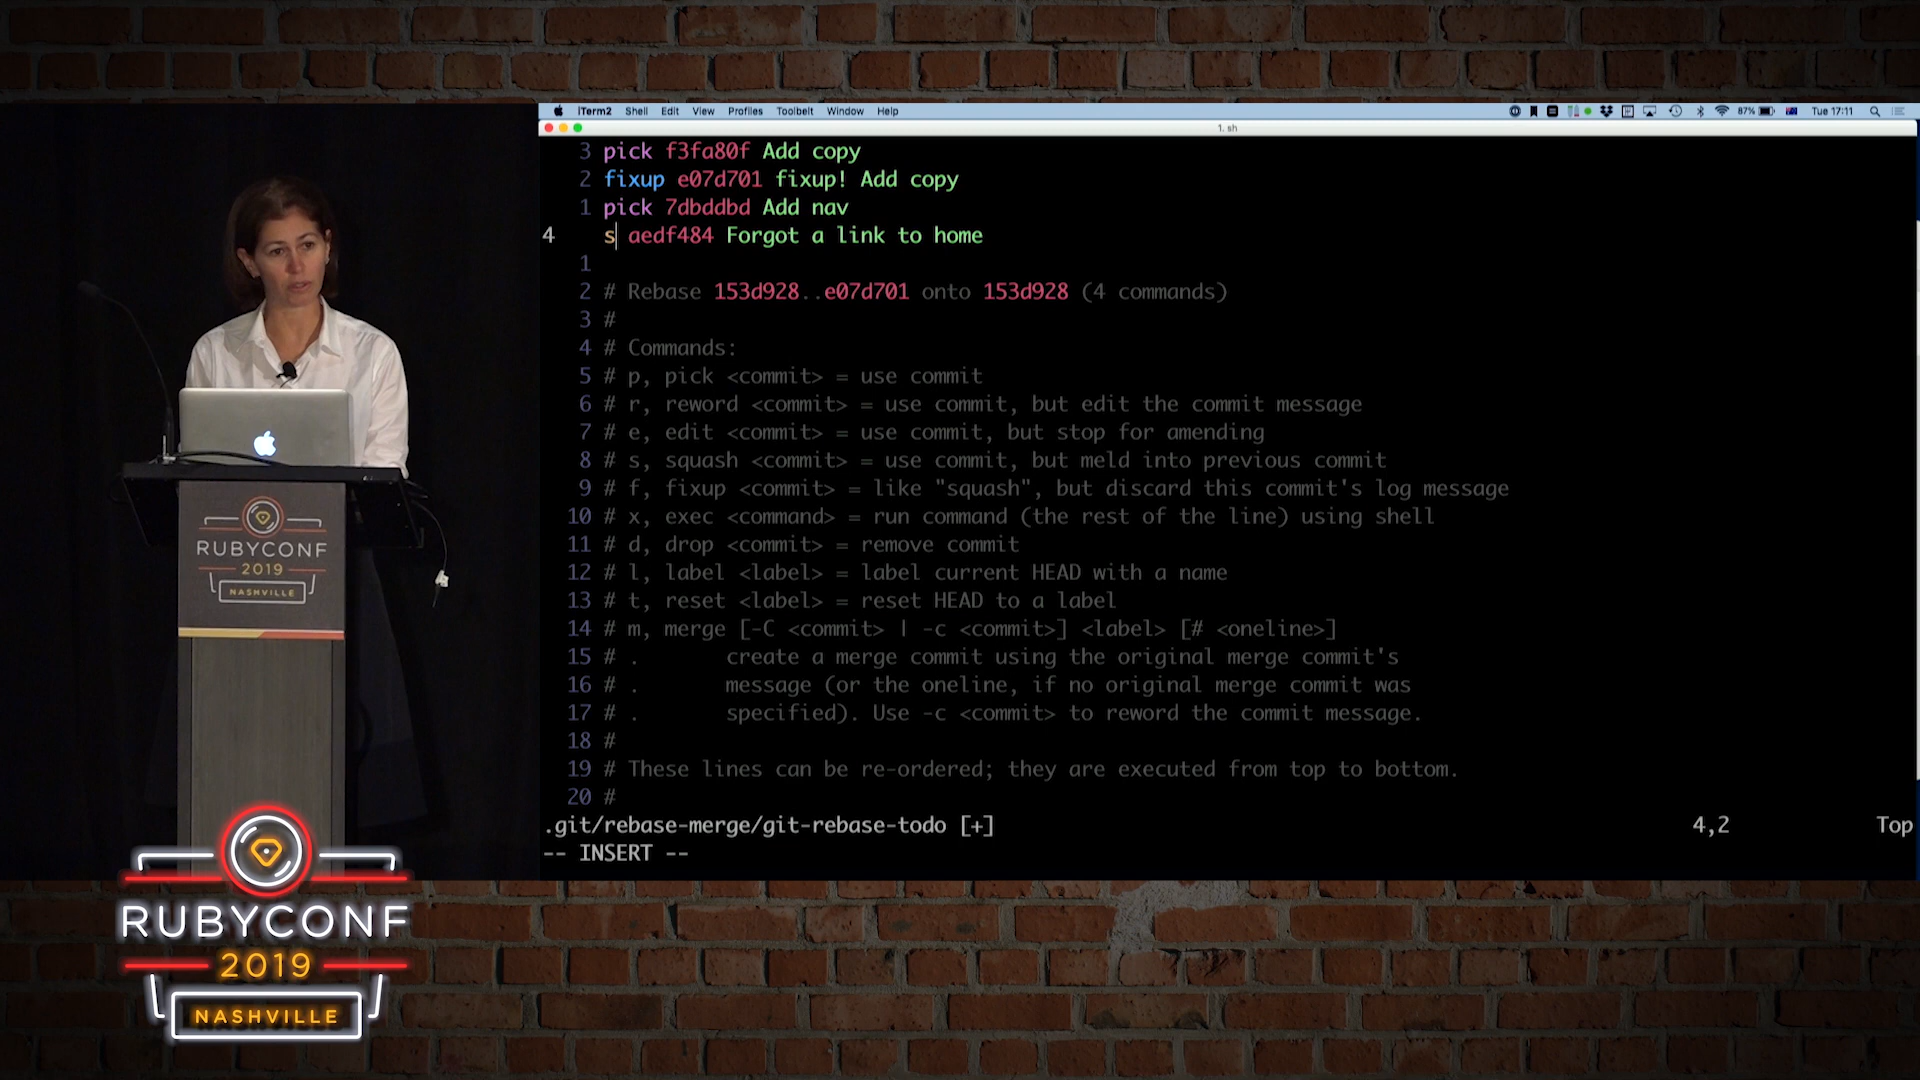 iTerm2 Shell Edit View Profiles Toolbelt Window Help
87% Tue 17:11
1. sh
3 pick f3fa80f Add copy
2 fixup e07d701 fixup! Add copy
1 pick 7dbddbd Add nav
4 s aedf484 Forgot a link to home
1
2 # Rebase 153d928..e07d701 onto 153d928 (4 commands)
3 #
4 # Commands:
5 # p, pick <commit> = use commit
6 # r, reword <commit> = use commit, but edit the commit message
7 # e, edit <commit> = use commit, but stop for amending
8 # s, squash <commit> = use commit, but meld into previous commit
9 # f, fixup <commit> = like "squash", but discard this commit's log message
10 # x, exec <command> = run command (the rest of the line) using shell
11 # d, drop <commit> = remove commit
12 # l, label <label> = label current HEAD with a name
13 # t, reset <label> = reset HEAD to a label
14 # m, merge [-C <commit> | -c <commit>] <label> [# <oneline>]
15 # . create a merge commit using the original merge commit's
16 # . message (or the oneline, if no original merge commit was
17 # . specified). Use -c <commit> to reword the commit message.
18 #
19 # These lines can be re-ordered; they are executed from top to bottom.
20 #
.git/rebase-merge/git-rebase-todo [+] 4,2 Top
-- INSERT --
RUBYCONF
2019
NASHVILLE
RUBYCONF
2019
NASHVILLE